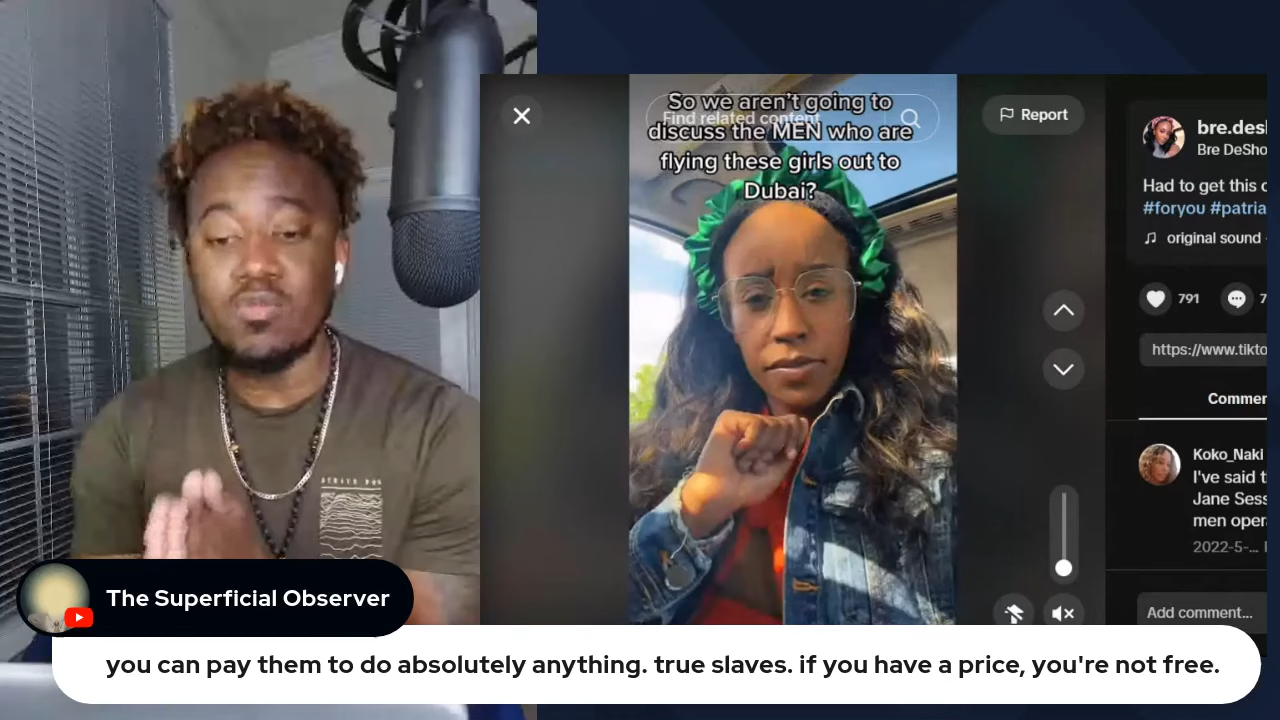 So we aren't going to
discuss the MEN who are
flying these girls out to
Dubai?
Find related content
Report
bre.des
Bre DeSho
Had to get this
#foryou #patria
original sound
791
7
https://www.tikto
Commen
Koko_Naki
I've said t
Jane Sess
men opera
2022-5-...
Add comment...
The Superficial Observer
you can pay them to do absolutely anything. true slaves. if you have a price, you're not free.